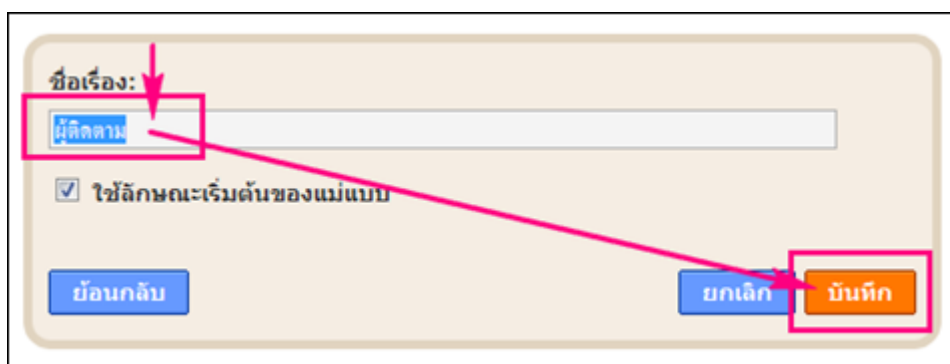 ชื่อเรื่อง:
ผู้ติดตาม
ใช้ลักษณะเริ่มต้นของแม่แบบ
ย้อนกลับ
ยกเลิก
บันทึก